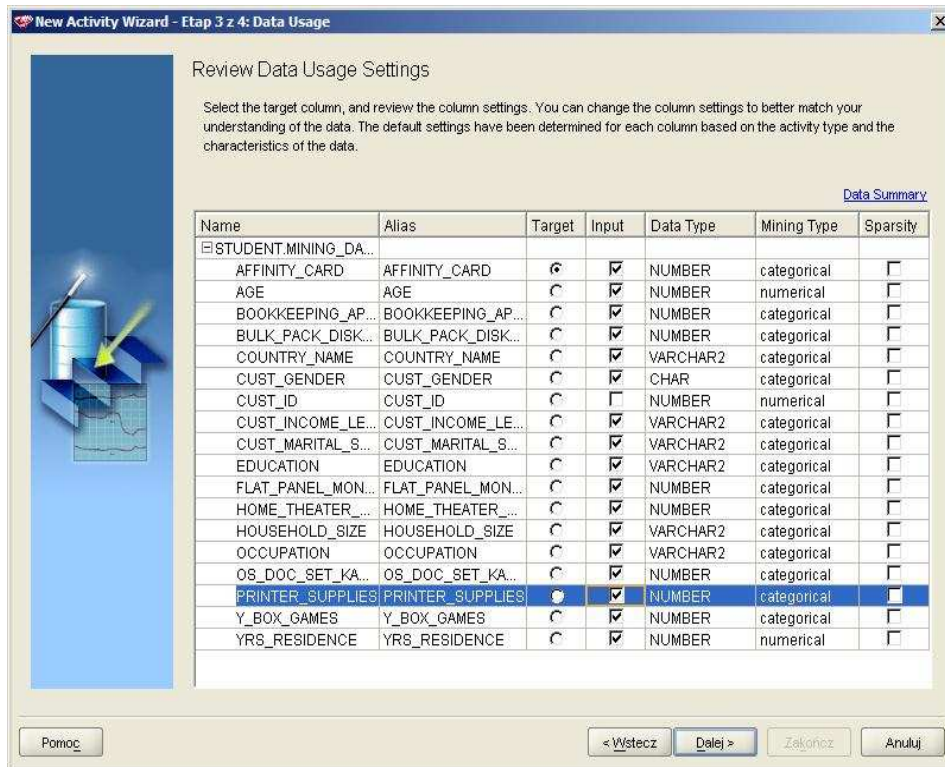 New Activity Wizard - Etap 3 z 4: Data Usage
Review Data Usage Settings
Select the target column, and review the column settings. You can change the column settings to better match your
understanding of the data. The default settings have been determined for each column based on the activity type and the
characteristics of the data.
Data Summary
Name Alias Target Input Data Type Mining Type Sparsity
STUDENT.MINING_DA...
AFFINITY_CARD AFFINITY_CARD NUMBER categorical
AGE AGE NUMBER numerical
BOOKKEEPING_AP... BOOKKEEPING_AP... NUMBER categorical
BULK_PACK_DISK... BULK_PACK_DISK... NUMBER categorical
COUNTRY_NAME COUNTRY_NAME VARCHAR2 categorical
CUST_GENDER CUST_GENDER CHAR categorical
CUST_ID CUST_ID NUMBER numerical
CUST_INCOME_LE... CUST_INCOME_LE... VARCHAR2 categorical
CUST_MARITAL_S... CUST_MARITAL_S... VARCHAR2 categorical
EDUCATION EDUCATION VARCHAR2 categorical
FLAT_PANEL_MON... FLAT_PANEL_MON... NUMBER categorical
HOME_THEATER_... HOME_THEATER_... NUMBER categorical
HOUSEHOLD_SIZE HOUSEHOLD_SIZE VARCHAR2 categorical
OCCUPATION OCCUPATION VARCHAR2 categorical
OS_DOC_SET_KA... OS_DOC_SET_KA... NUMBER categorical
PRINTER_SUPPLIES PRINTER_SUPPLIES NUMBER categorical
Y_BOX_GAMES Y_BOX_GAMES NUMBER categorical
YRS_RESIDENCE YRS_RESIDENCE NUMBER numerical
Pomoc < Wstecz Dalej > Zakończ Anuluj